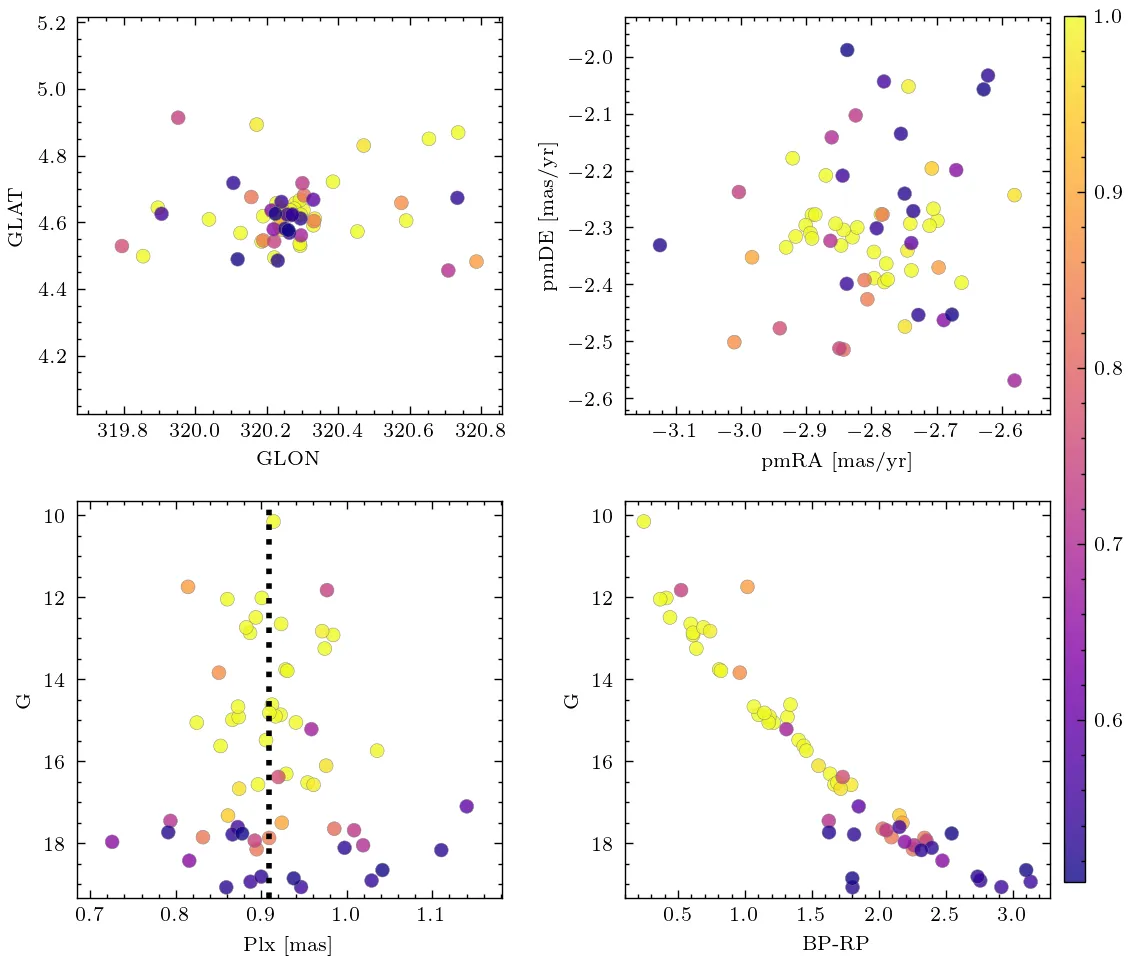 5.2
5.0
4.8
4.6
4.4
4.2
GLAT
319.8 320.0 320.2 320.4 320.6 320.8
GLON
−2.0
−2.1
−2.2
−2.3
−2.4
−2.5
−2.6
pmDE [mas/yr]
−3.1 −3.0 −2.9 −2.8 −2.7 −2.6
pmRA [mas/yr]
1.0
0.9
0.8
0.7
0.6
10
12
14
16
18
G
0.7 0.8 0.9 1.0 1.1
Plx [mas]
10
12
14
16
18
G
0.5 1.0 1.5 2.0 2.5 3.0
BP-RP